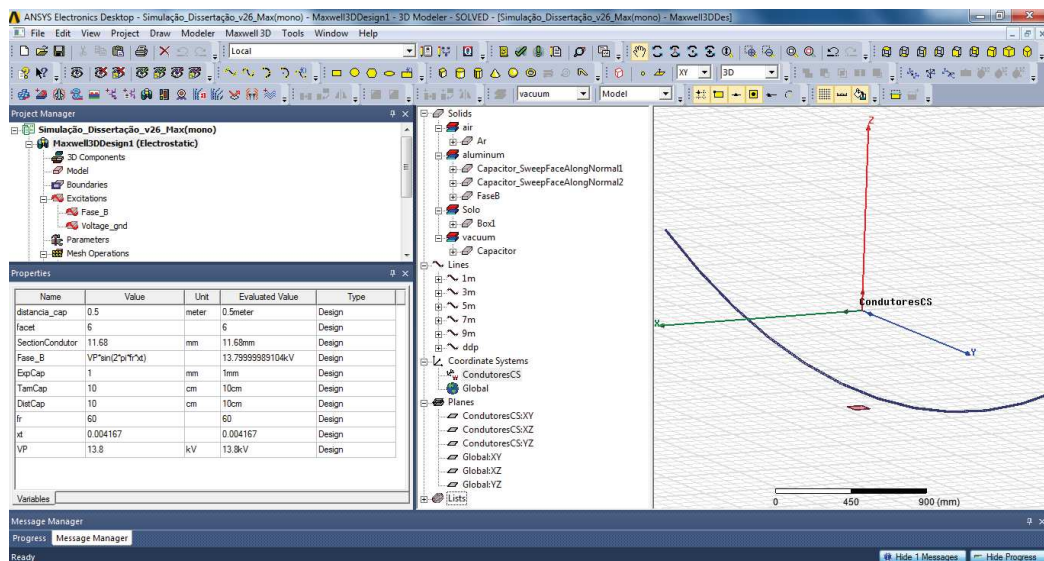 ANSYS Electronics Desktop - Simulação_Dissertação_v26_Max(mono) - Maxwell3DDesign1 - 3D Modeler - SOLVED - [Simulação_Dissertação_v26_Max(mono) - Maxwell3DDes]
File Edit View Project Draw Modeler Maxwell 3D Tools Window Help
Local
XY 3D
vacuum Model
Project Manager
Simulação_Dissertação_v26_Max(mono)
Maxwell3DDesign1 (Electrostatic)
3D Components
Model
Boundaries
Excitations
Fase_B
Voltage_gnd
Parameters
Mesh Operations
Properties
Name Value Unit Evaluated Value Type
distancia_cap 0.5 meter 0.5meter Design
facet 6 6 Design
SectionCondutor 11.68 mm 11.68mm Design
Fase_B VP*sin(2*pi*fr*xt) 13.79999989104kV Design
ExpCap 1 mm 1mm Design
TamCap 10 cm 10cm Design
DistCap 10 cm 10cm Design
fr 60 60 Design
xt 0.004167 0.004167 Design
VP 13.8 kV 13.8kV Design
Variables
Solids
air
Ar
aluminum
Capacitor_SweepFaceAlongNormal1
Capacitor_SweepFaceAlongNormal2
FaseB
Solo
Box1
vacuum
Capacitor
Lines
1m
3m
5m
7m
9m
ddp
Coordinate Systems
CondutoresCS
Global
Planes
CondutoresCS:XY
CondutoresCS:XZ
CondutoresCS:YZ
Global:XY
Global:XZ
Global:YZ
Lists
Z
CondutoresCS
X
Y
0 450 900 (mm)
Message Manager
Progress Message Manager
Ready
Hide 1 Messages Hide Progress